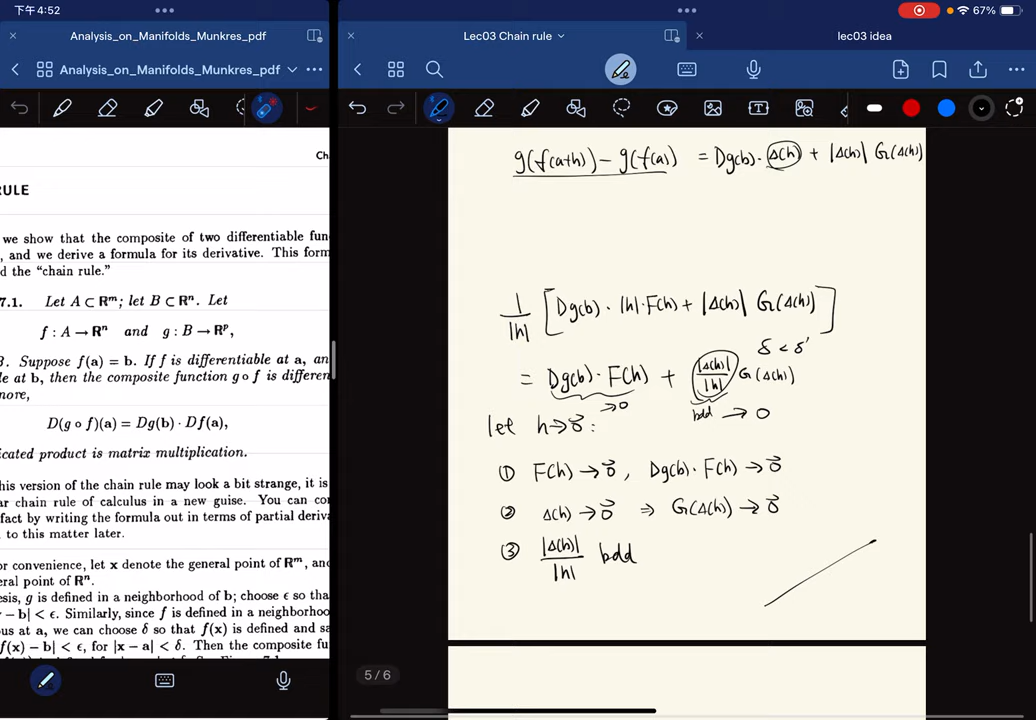 下午4:52
67%
Analysis_on_Manifolds_Munkres_pdf
Lec03 Chain rule
lec03 idea
Analysis_on_Manifolds_Munkres_pdf
Ch
RULE
we show that the composite of two differentiable fun
, and we derive a formula for its derivative. This form
d the “chain rule.”
7.1. Let A ⊂ Rᵐ; let B ⊂ Rⁿ. Let
f : A → Rⁿ and g : B → Rᵖ,
3. Suppose f(a) = b. If f is differentiable at a, an
le at b, then the composite function g ∘ f is differen
nore,
D(g ∘ f)(a) = Dg(b) · Df(a),
icated product is matrix multiplication.
his version of the chain rule may look a bit strange, it is
ar chain rule of calculus in a new guise. You can co
fact by writing the formula out in terms of partial deriva
to this matter later.
or convenience, let x denote the general point of Rᵐ, an
eral point of Rⁿ.
esis, g is defined in a neighborhood of b; choose ϵ so tha
y − b| < ϵ. Similarly, since f is defined in a neighborhoo
us at a, we can choose δ so that f(x) is defined and sa
f(x) − b| < ϵ, for |x − a| < δ. Then the composite fu
g(f(a+h)) − g(f(a)) = Dg(b)· Δ(h) + |Δ(h)| G(Δ(h))
1/|h| [Dg(b) · |h|·F(h) + |Δ(h)| G(Δ(h))]
δ < δ'
= Dg(b)· F(h) + |Δ(h)|/|h| G(Δ(h))
→0 bdd → 0
let h→0⃗ :
① F(h) → 0⃗ , Dg(b)· F(h) → 0⃗
② Δ(h) → 0⃗ ⇒ G(Δ(h)) → 0⃗
③ |Δ(h)|/|h| bdd
5 / 6